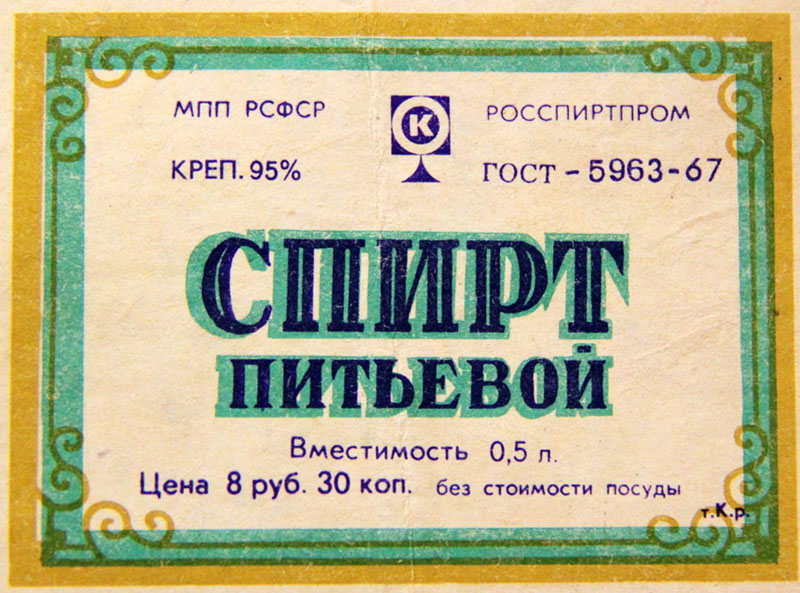 МПП РСФСР
К
РОССПИРТПРОМ
КРЕП. 95%
ГОСТ - 5963-67
СПИРТ
ПИТЬЕВОЙ
Вместимость 0,5 л.
Цена 8 руб. 30 коп. без стоимости посуды
т.К.р.